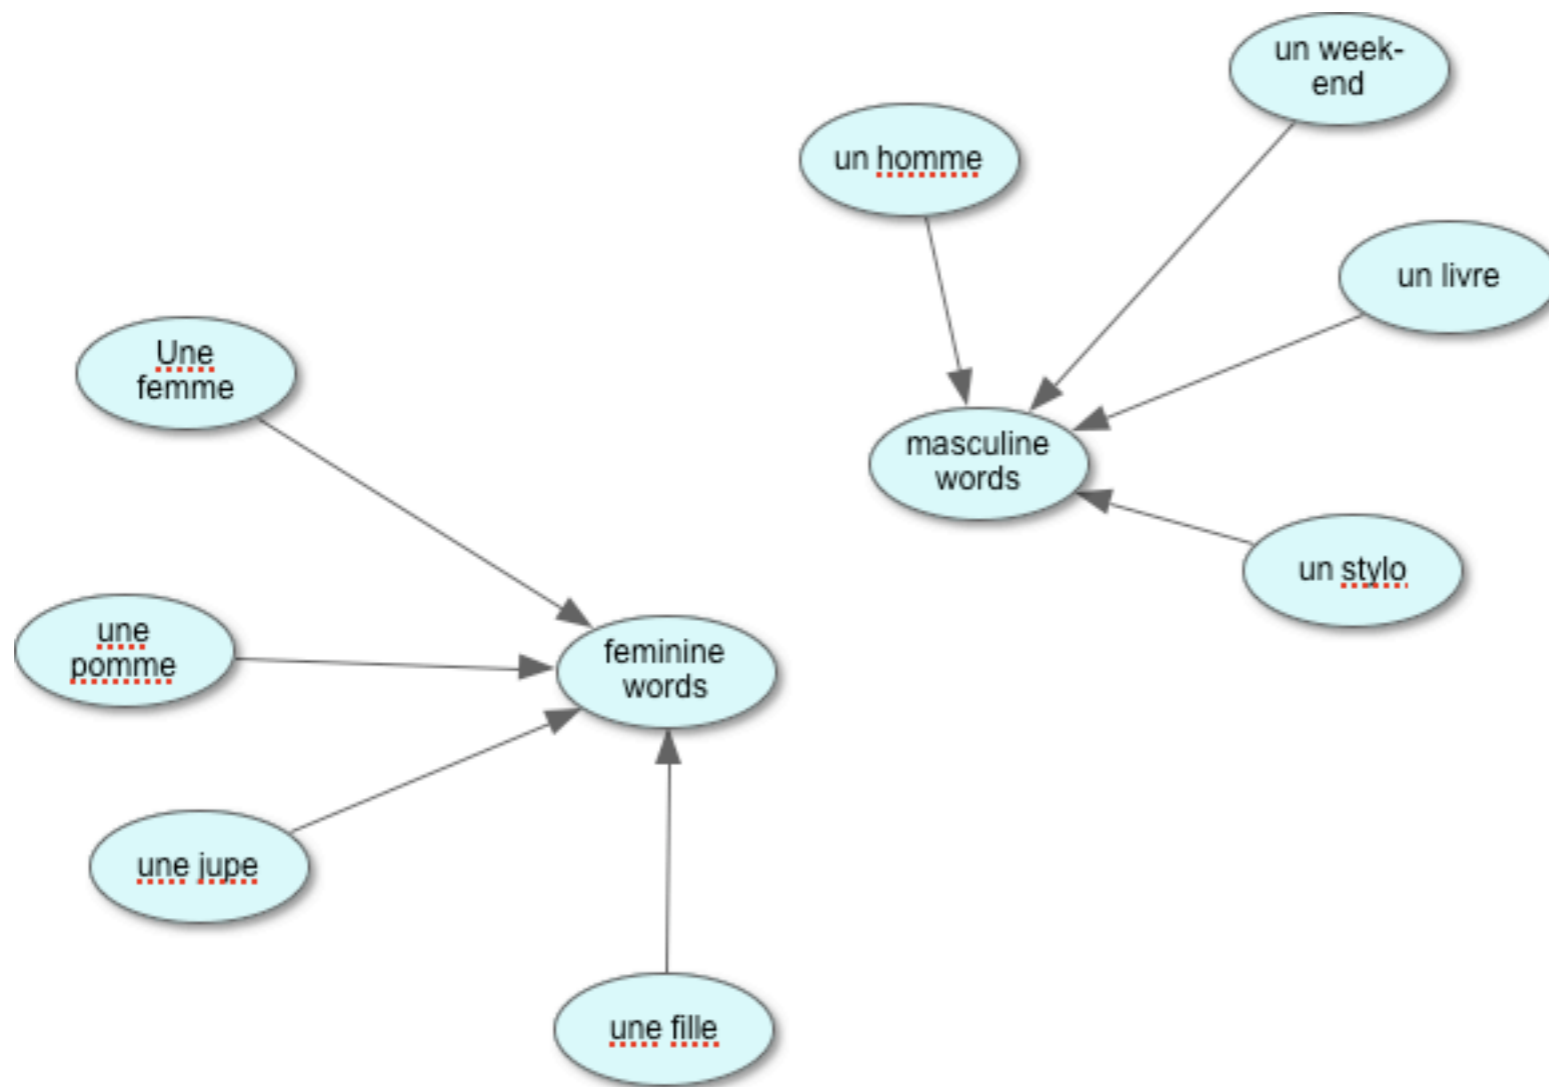 un week-
end
un homme
un livre
Une
femme
masculine
words
un stylo
une
pomme
feminine
words
une jupe
une fille